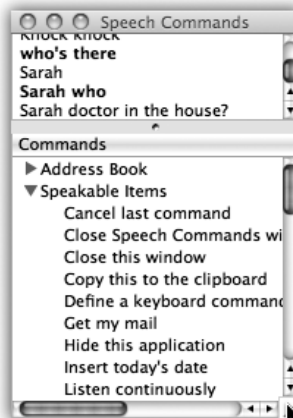 Speech Commands
Knock knock
who's there
Sarah
Sarah who
Sarah doctor in the house?
Commands
Address Book
Speakable Items
Cancel last command
Close Speech Commands wi
Close this window
Copy this to the clipboard
Define a keyboard command
Get my mail
Hide this application
Insert today's date
Listen continuously